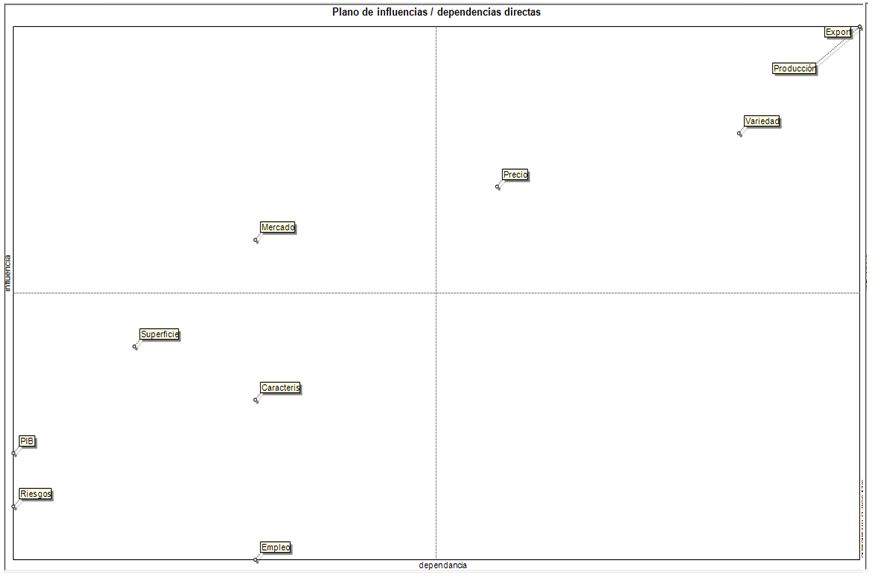 Plano de influencias / dependencias directas
Export
Producción
Variedad
Precio
Mercado
influencia
Superficie
Caracteris
PIB
Riesgos
Empleo
dependancia